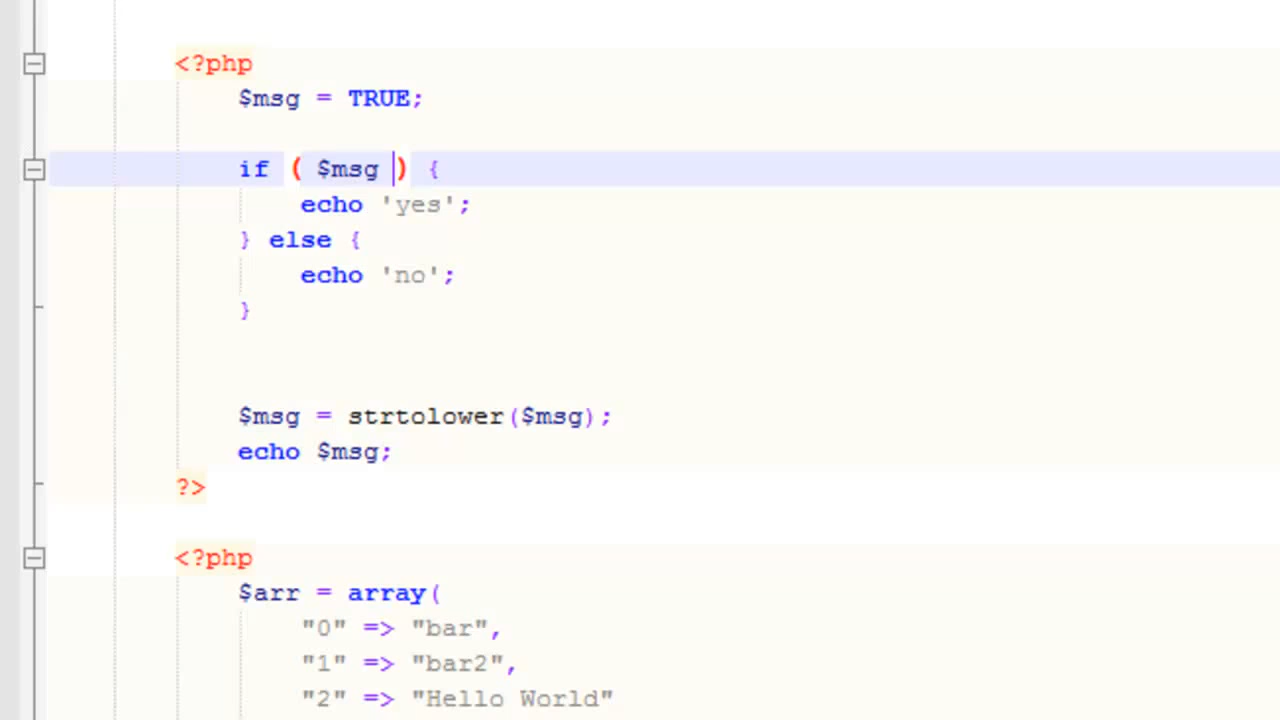 <?php
$msg = TRUE;
if ( $msg ) {
echo 'yes';
} else {
echo 'no';
}
$msg = strtolower($msg);
echo $msg;
?>
<?php
$arr = array(
"0" => "bar",
"1" => "bar2",
"2" => "Hello World"